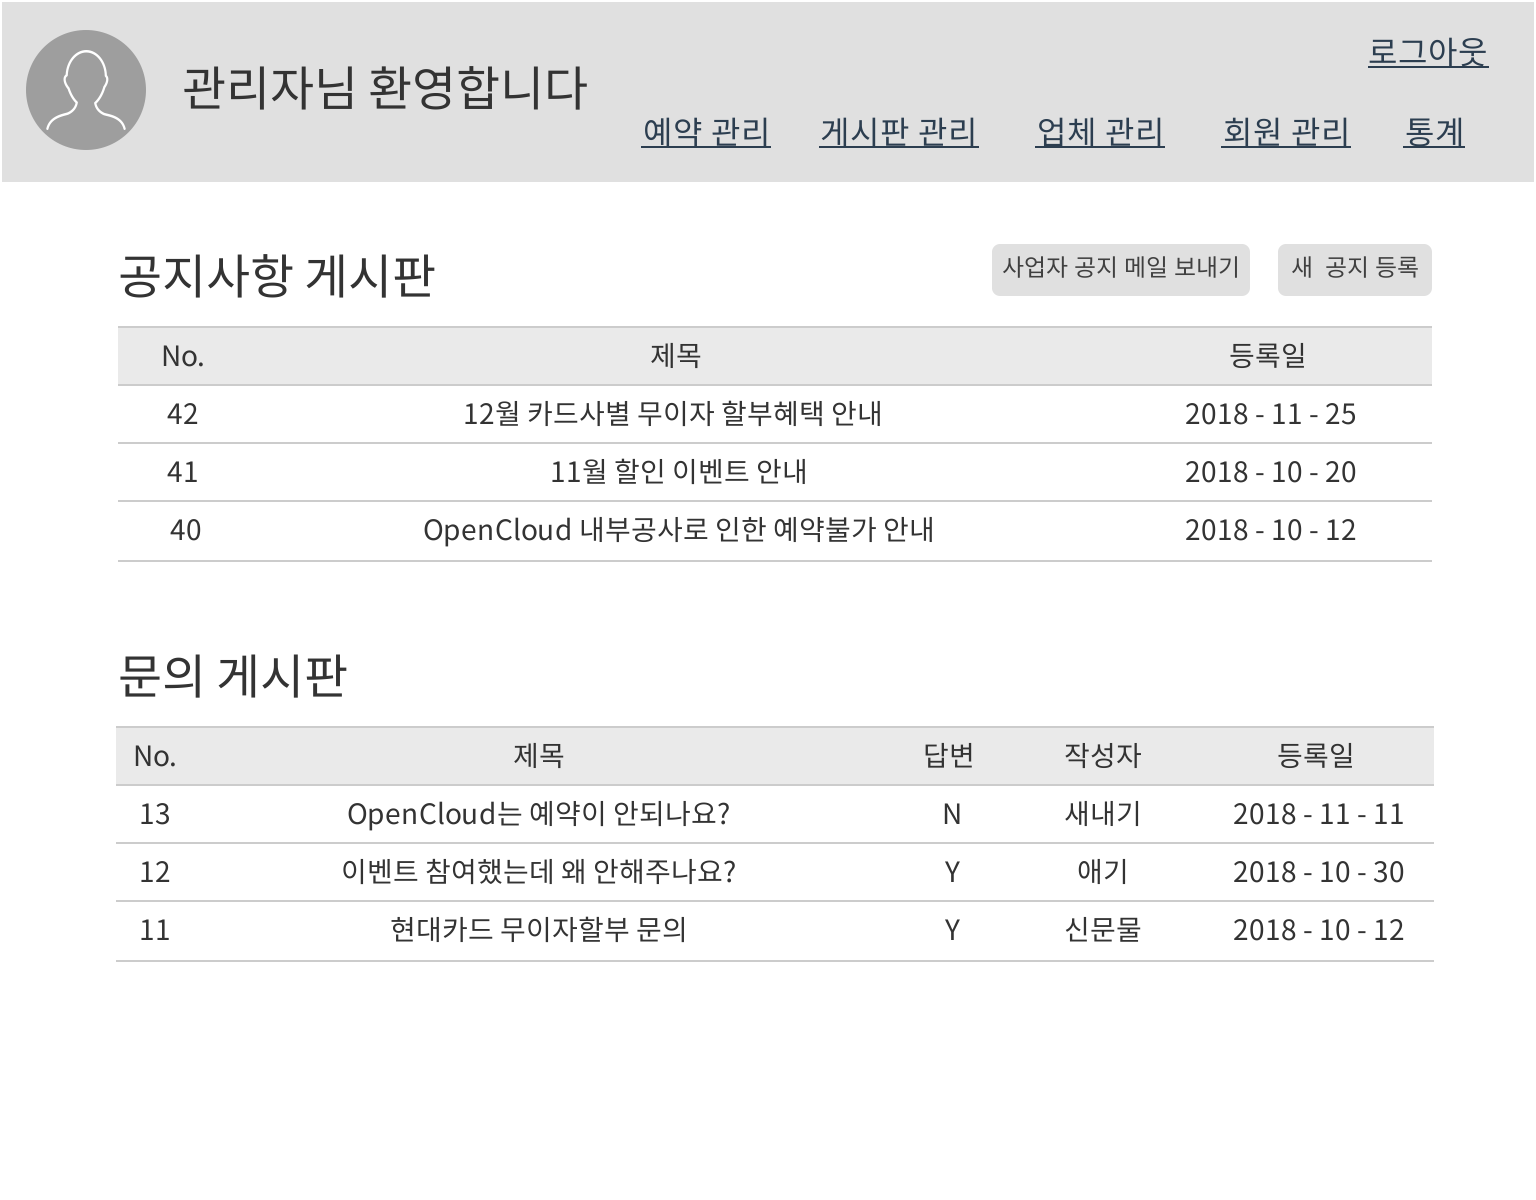 로그아웃
관리자님 환영합니다
예약 관리 게시판 관리 업체 관리 회원 관리 통계
공지사항 게시판 사업자 공지 메일 보내기 새 공지 등록
No. 제목 등록일
42 12월 카드사별 무이자 할부혜택 안내 2018 - 11 - 25
41 11월 할인 이벤트 안내 2018 - 10 - 20
40 OpenCloud 내부공사로 인한 예약불가 안내 2018 - 10 - 12
문의 게시판
No. 제목 답변 작성자 등록일
13 OpenCloud는 예약이 안되나요? N 새내기 2018 - 11 - 11
12 이벤트 참여했는데 왜 안해주나요? Y 애기 2018 - 10 - 30
11 현대카드 무이자할부 문의 Y 신문물 2018 - 10 - 12